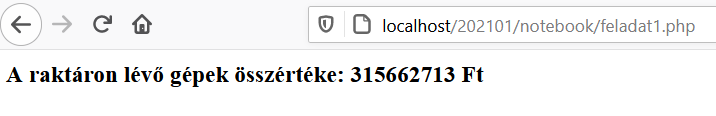 localhost/202101/notebook/feladat1.php
A raktáron lévő gépek összértéke: 315662713 Ft